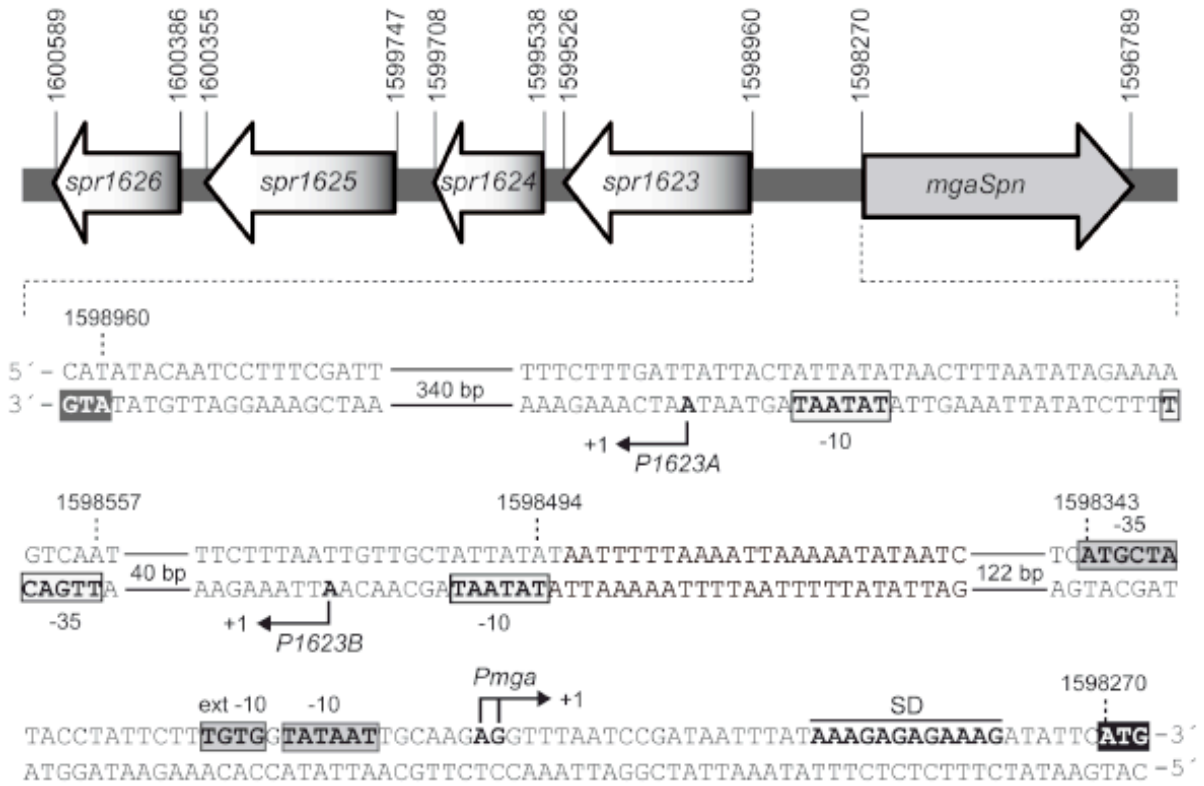 1600589 1600386 1600355 1599747 1599708 1599538 1599526 1598960 1598270 1596789
spr1626 spr1625 spr1624 spr1623 mgaSpn
1598960
5´- CATATACAATCCTTTCGATT TTTCTTTGATTATTACTATTATATAACTTTAATATAGAAAA
340 bp
3´- GTATATGTTAGGAAAGCTAA AAAGAAACTAATAATGATAATATATTGAAATTATATCTTTT
+1 P1623A -10
1598557 1598494 1598343
-35
GTCAAT TTCTTTAATTGTTGCTATTATATAATTTTTAAAATTAAAAATATAATC TCATGCTA
40 bp 122 bp
CAGTTA AAGAAATTAACAACGATAATATATTAAAAATTTTAATTTTTATATTAG AGTACGAT
-35 +1 P1623B -10
ext -10 -10 Pmga +1 SD 1598270
TACCTATTCTTTGTGGTATAATTGCAAGAGGTTTAATCCGATAATTTATAAAGAGAGAAAGATATTCATG -3´
ATGGATAAGAAACACCATATTAACGTTCTCCAAATTAGGCTATTAAATATTTCTCTCTTTCTATAAGTAC -5´